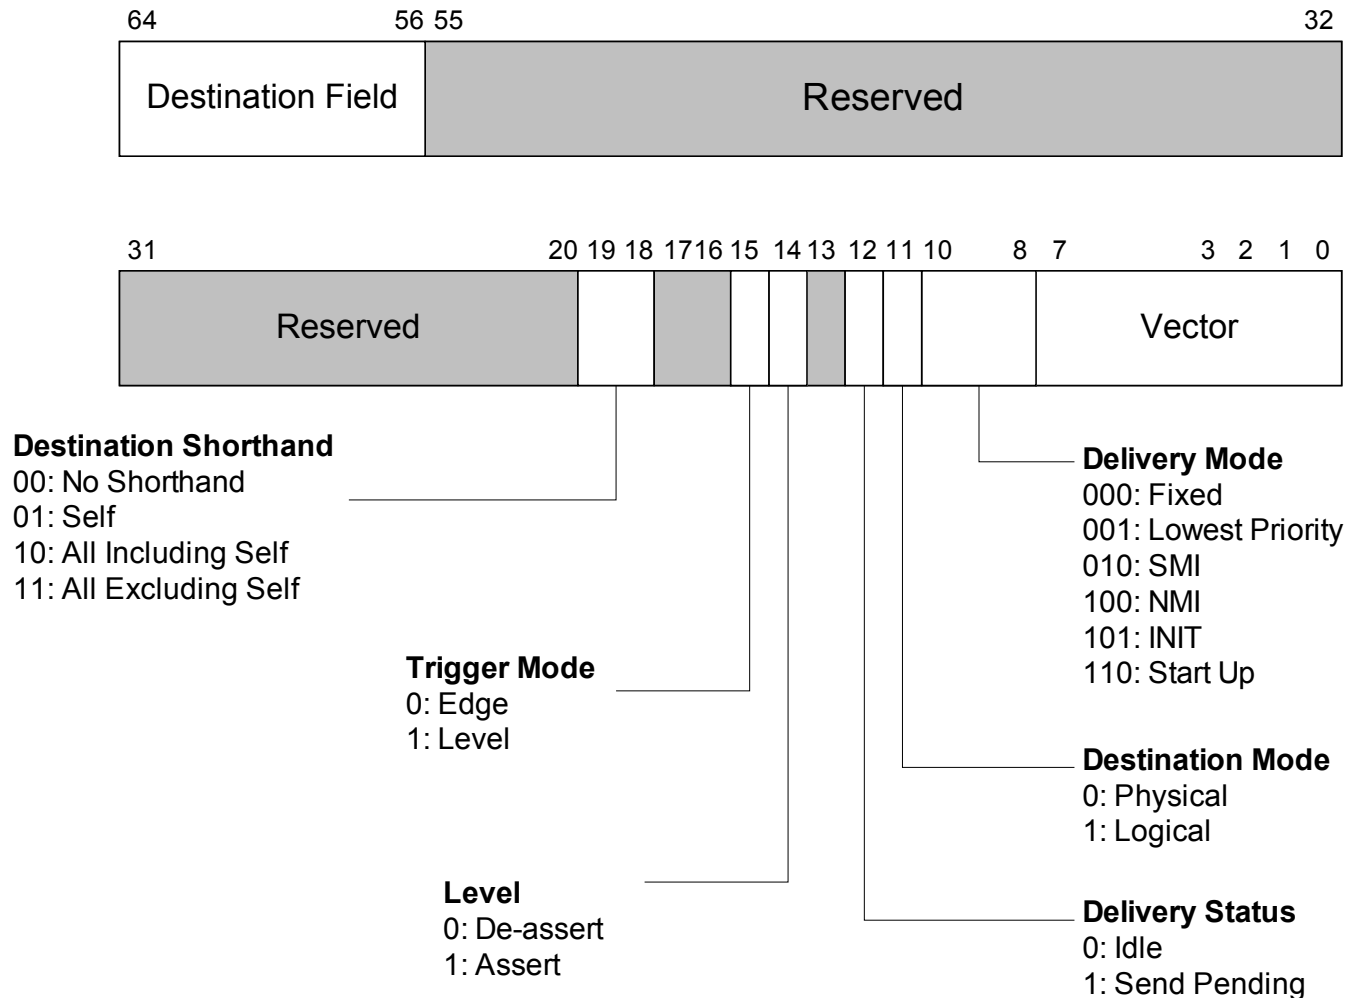 64 56 55 32
Destination Field Reserved
31 20 19 18 17 16 15 14 13 12 11 10 8 7 3 2 1 0
Reserved Vector
Destination Shorthand
00: No Shorthand
01: Self
10: All Including Self
11: All Excluding Self
Delivery Mode
000: Fixed
001: Lowest Priority
010: SMI
100: NMI
101: INIT
110: Start Up
Trigger Mode
0: Edge
1: Level
Destination Mode
0: Physical
1: Logical
Level
0: De-assert
1: Assert
Delivery Status
0: Idle
1: Send Pending